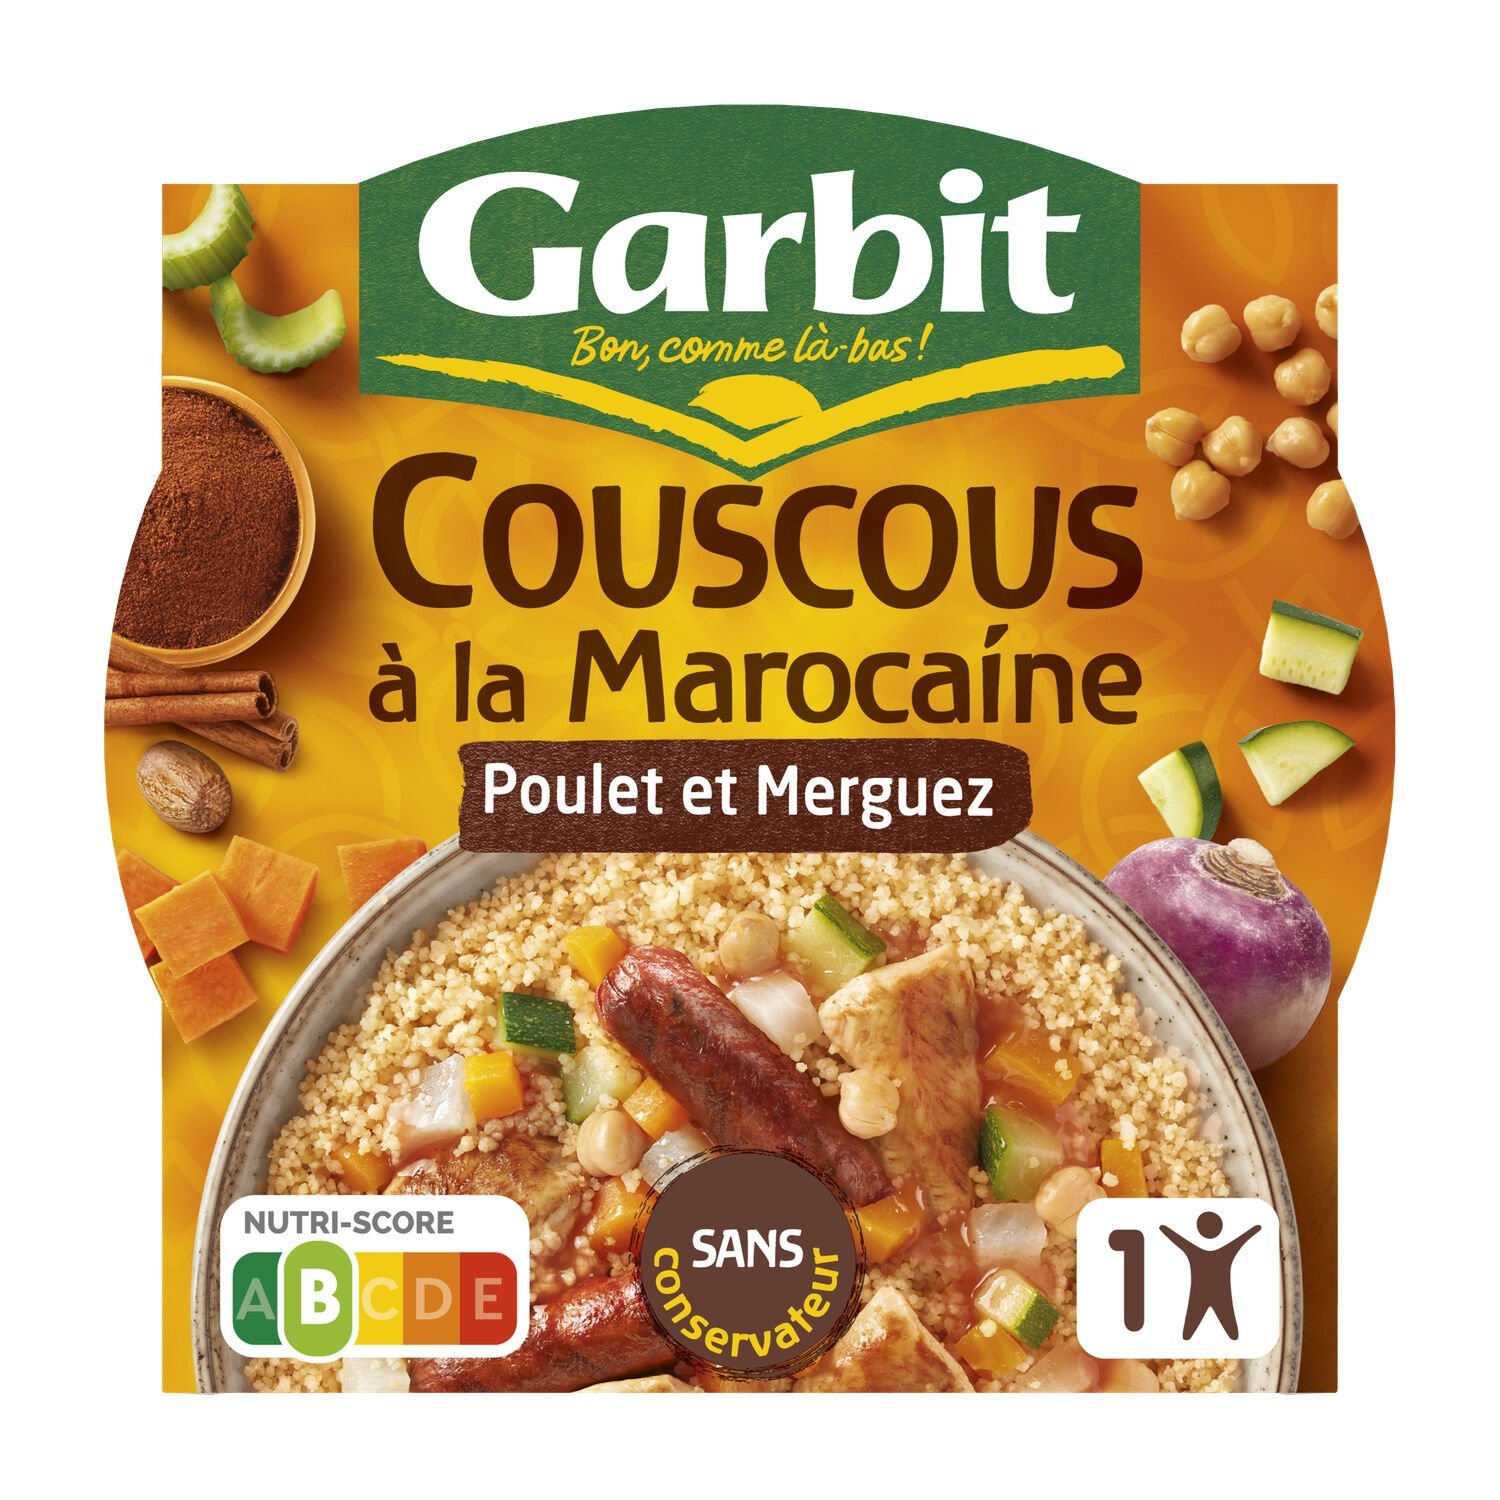 Garbit
Bon, comme là-bas !
COUSCOUS
à la Marocaine
Poulet et Merguez
NUTRI-SCORE
A B C D E
SANS
conservateur
1